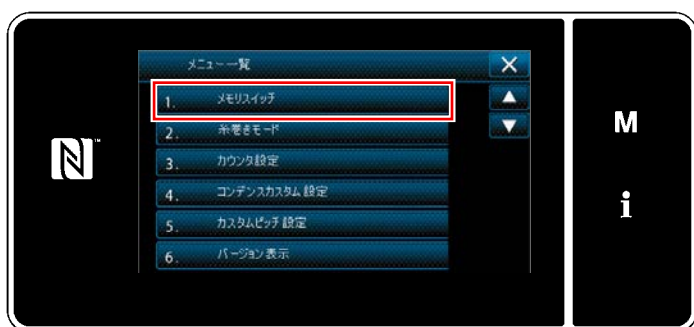 メニュー一覧
1. メモリスイッチ
2. 糸巻きモード
3. カウンタ設定
4. コンデンスカスタム設定
5. カスタムピッチ設定
6. バージョン表示
N™
M
i